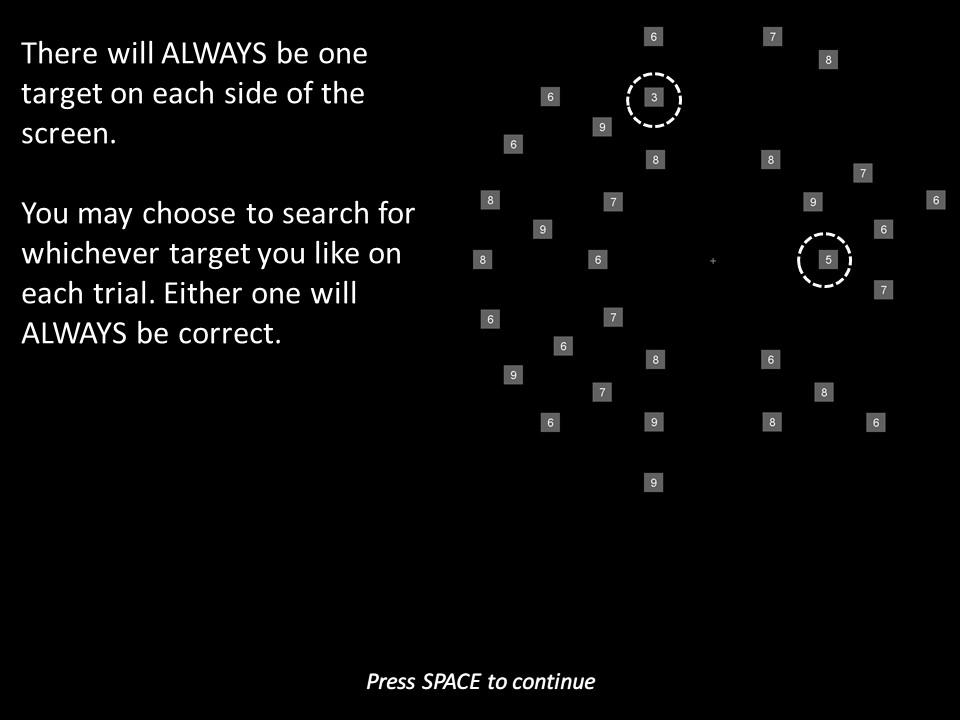 There will ALWAYS be one
target on each side of the
screen.
You may choose to search for
whichever target you like on
each trial. Either one will
ALWAYS be correct.
6 7
8
6 3
9
6
8 8
7
8 7 9 6
9 6
8 6 + 5
7
6 7
6
8 6
9
7 8
6 9 8 6
9
Press SPACE to continue